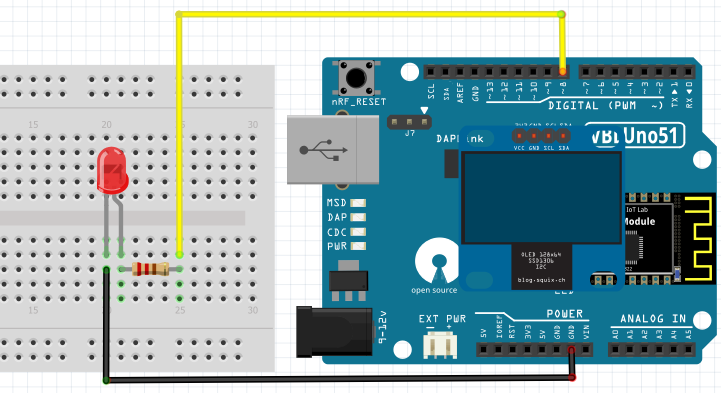 nRF_RESET
SCL
SDA
AREF
GND
~13
~12
~11
~10
~9
~8
~7
~6
~5
~4
~3
~2
TX▶1
RX◀0
DIGITAL (PWM ~)
J7
DAPLink
VCC GND SCL SDA
VBLUno51
15
20
25
30
MSD
DAP
CDC
PWR
IoT Lab
Module
OLED 128x64
SSD1306
I2C
blog.squix.ch
open source
15
25
30
9-12v
EXT PWR
- +
POWER
ANALOG IN
5V
IOREF
RST
3V3
5V
GND
GND
VIN
A0
A1
A2
A3
A4
A5